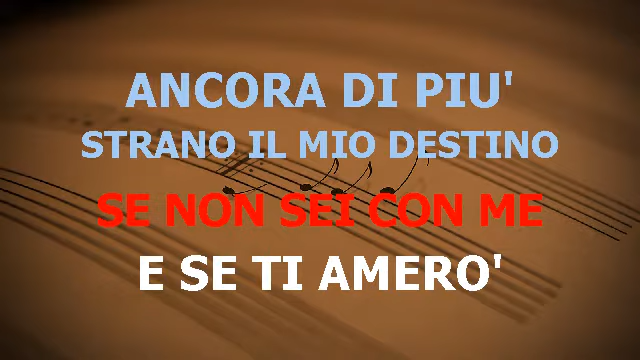 ANCORA DI PIU'
STRANO IL MIO DESTINO
SE NON SEI CON ME
E SE TI AMERO'